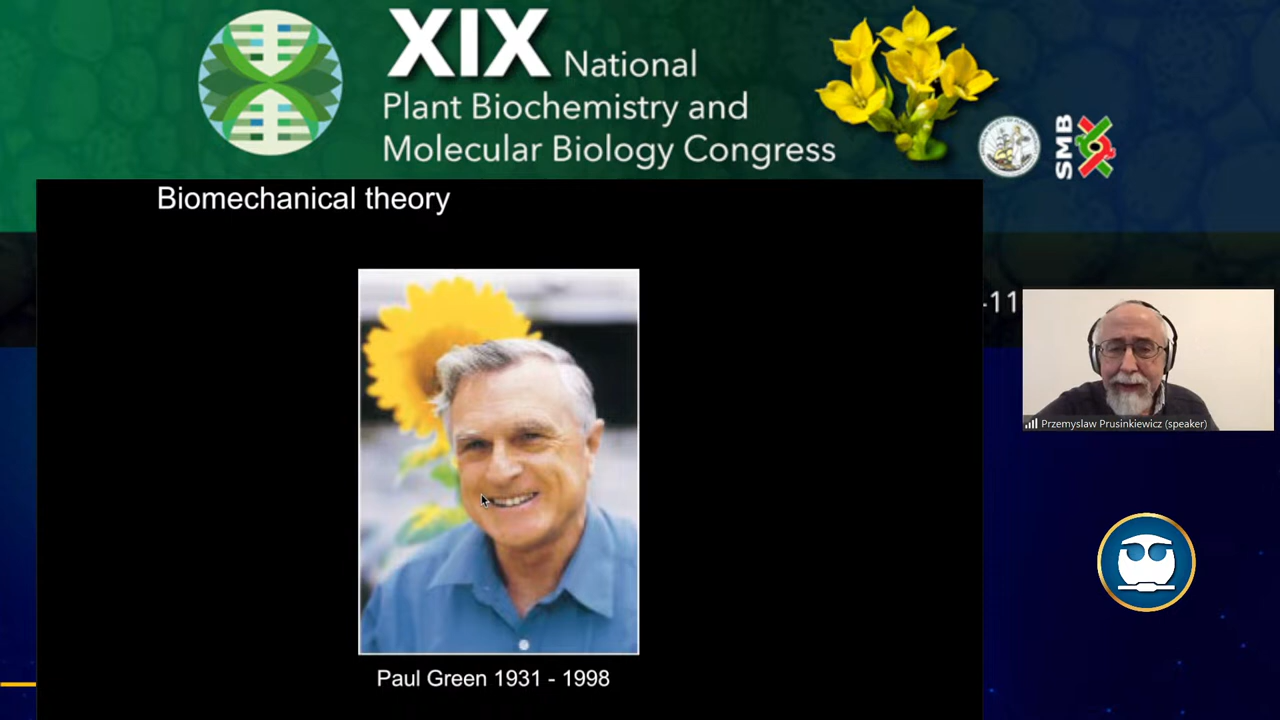 XIX National
Plant Biochemistry and
Molecular Biology Congress
SMB
Biomechanical theory
-11
Przemyslaw Prusinkiewicz (speaker)
Paul Green 1931 - 1998